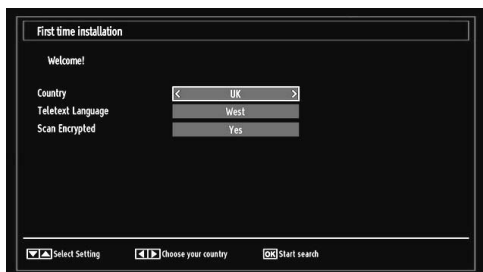 First time installation
Welcome!
Country < UK >
Teletext Language West
Scan Encrypted Yes
Select Setting Choose your country OK Start search